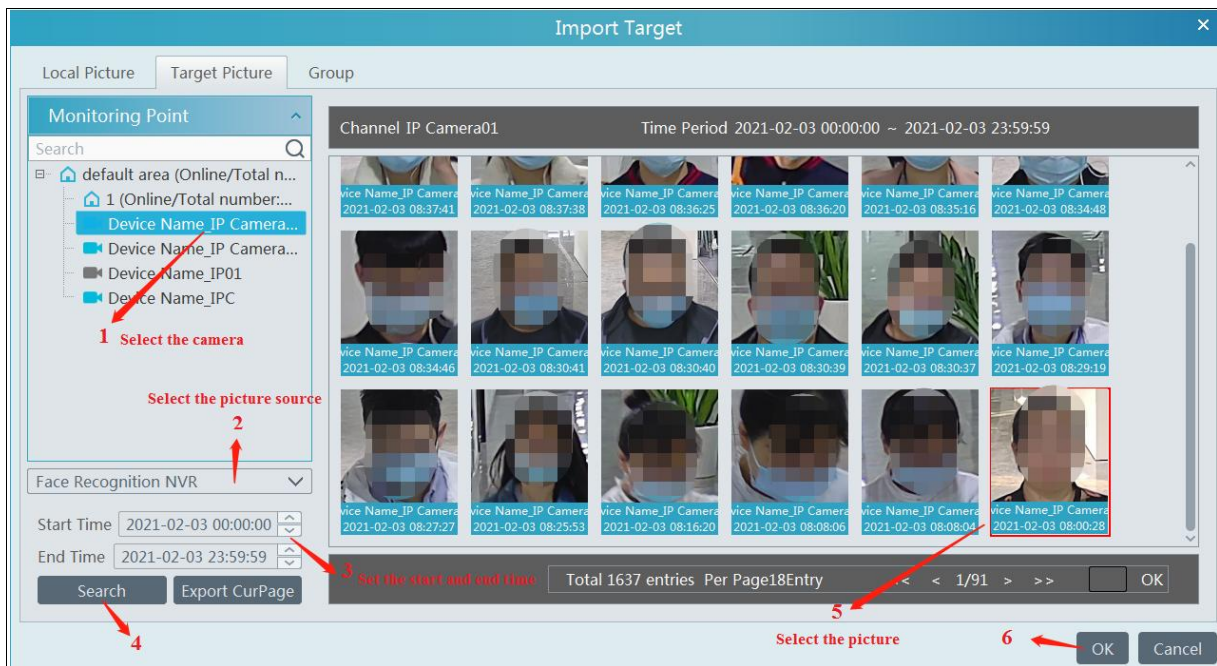 Import Target
Local Picture Target Picture Group
Monitoring Point
Search
default area (Online/Total n...
1 (Online/Total number:...
Device Name_IP Camera...
Device Name_IP Camera...
Device Name_IP01
Device Name_IPC
1 Select the camera
Select the picture source
2
Face Recognition NVR
Start Time 2021-02-03 00:00:00
End Time 2021-02-03 23:59:59
3 Set the start and end time
Search Export CurPage
4
Channel IP Camera01 Time Period 2021-02-03 00:00:00 ~ 2021-02-03 23:59:59
vice Name_IP Camera vice Name_IP Camera vice Name_IP Camera vice Name_IP Camera vice Name_IP Camera vice Name_IP Camera
2021-02-03 08:37:41 2021-02-03 08:37:38 2021-02-03 08:36:25 2021-02-03 08:36:20 2021-02-03 08:35:16 2021-02-03 08:34:48
vice Name_IP Camera vice Name_IP Camera vice Name_IP Camera vice Name_IP Camera vice Name_IP Camera vice Name_IP Camera
2021-02-03 08:34:46 2021-02-03 08:30:41 2021-02-03 08:30:40 2021-02-03 08:30:39 2021-02-03 08:30:37 2021-02-03 08:29:19
vice Name_IP Camera vice Name_IP Camera vice Name_IP Camera vice Name_IP Camera vice Name_IP Camera vice Name_IP Camera
2021-02-03 08:27:27 2021-02-03 08:25:53 2021-02-03 08:16:20 2021-02-03 08:08:06 2021-02-03 08:08:04 2021-02-03 08:00:28
Total 1637 entries Per Page18Entry < 1/91 > >> OK
5
Select the picture
6
OK Cancel